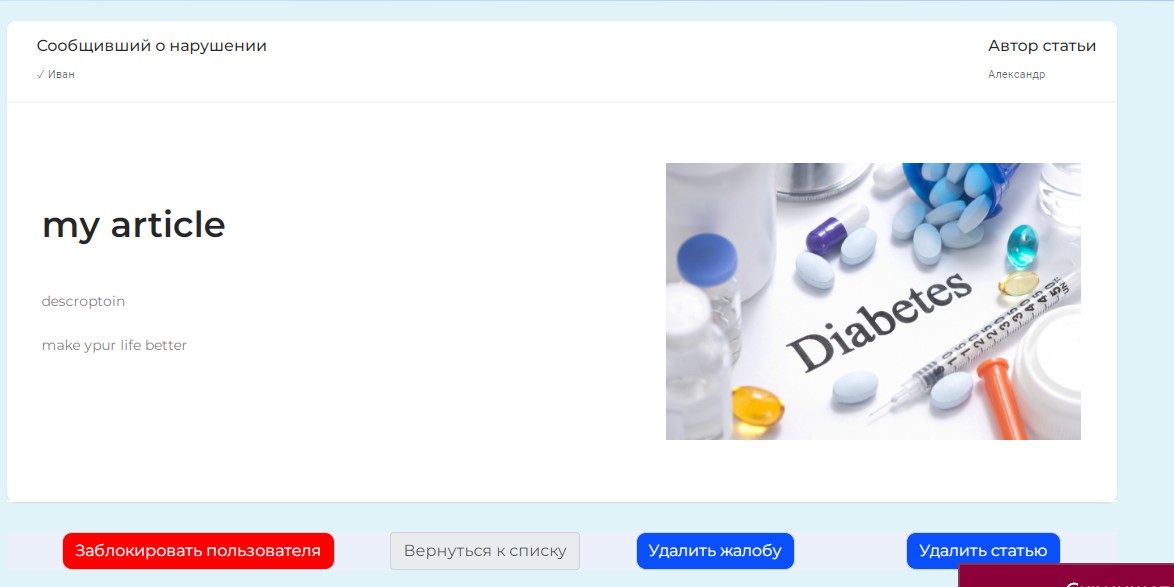 Сообщивший о нарушении
Автор статьи
✓ Иван
Александр
my article
descroptoin
make ypur life better
Diabetes
Заблокировать пользователя
Вернуться к списку
Удалить жалобу
Удалить статью